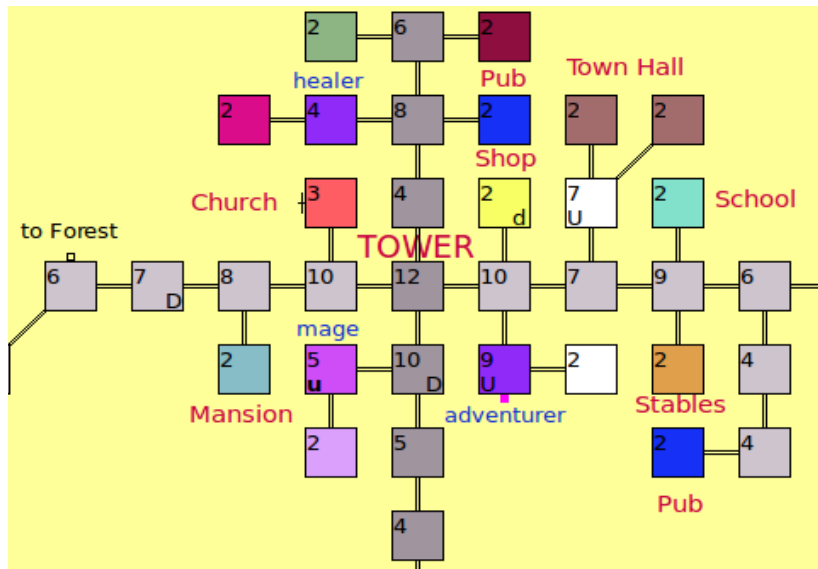 2 6 2
healer Pub Town Hall
2 4 8 2 2 2
Shop
Church 3 4 2 d 7 U 2 School
to Forest TOWER
6 7 D 8 10 12 10 7 9 6
mage
2 5 u 10 D 9 U 2 2 4
Mansion adventurer Stables
2 5 2 4
Pub
4